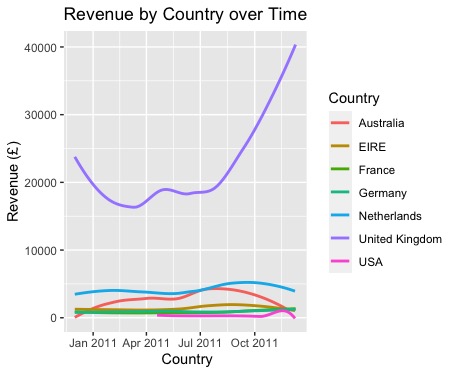 Revenue by Country over Time
Revenue (£)
40000
30000
20000
10000
0
Jan 2011 Apr 2011 Jul 2011 Oct 2011
Country
Country
Australia
EIRE
France
Germany
Netherlands
United Kingdom
USA